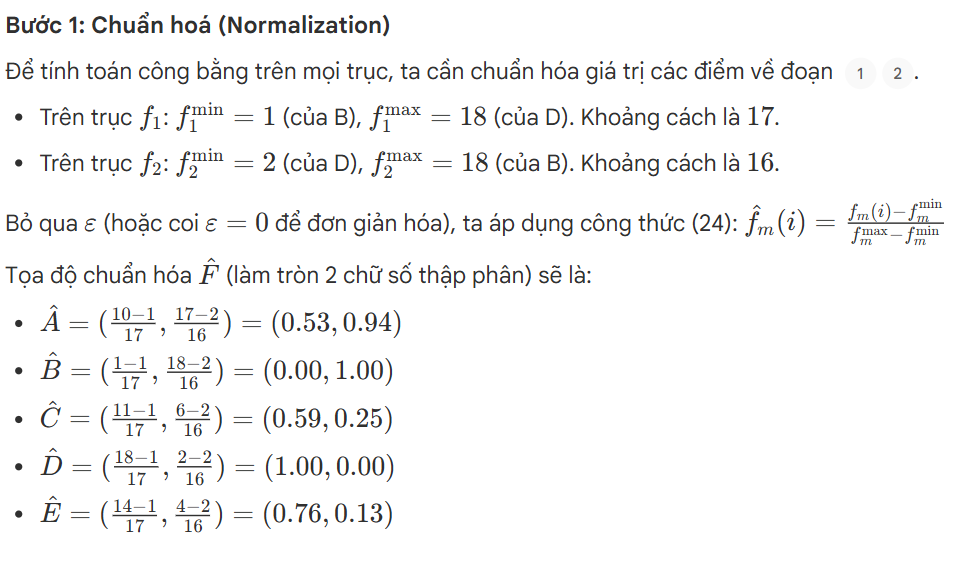 Bước 1: Chuẩn hoá (Normalization)
Để tính toán công bằng trên mọi trục, ta cần chuẩn hóa giá trị các điểm về đoạn 1 2 .
• Trên trục $f_1$: $f_1^{\min} = 1$ (của B), $f_1^{\max} = 18$ (của D). Khoảng cách là $17$.
• Trên trục $f_2$: $f_2^{\min} = 2$ (của D), $f_2^{\max} = 18$ (của B). Khoảng cách là $16$.
Bỏ qua $\varepsilon$ (hoặc coi $\varepsilon = 0$ để đơn giản hóa), ta áp dụng công thức (24): $\hat{f}_m(i) = \frac{f_m(i)-f_m^{\min}}{f_m^{\max}-f_m^{\min}}$
Tọa độ chuẩn hóa $\hat{F}$ (làm tròn 2 chữ số thập phân) sẽ là:
• $\hat{A} = (\frac{10-1}{17}, \frac{17-2}{16}) = (0.53, 0.94)$
• $\hat{B} = (\frac{1-1}{17}, \frac{18-2}{16}) = (0.00, 1.00)$
• $\hat{C} = (\frac{11-1}{17}, \frac{6-2}{16}) = (0.59, 0.25)$
• $\hat{D} = (\frac{18-1}{17}, \frac{2-2}{16}) = (1.00, 0.00)$
• $\hat{E} = (\frac{14-1}{17}, \frac{4-2}{16}) = (0.76, 0.13)$